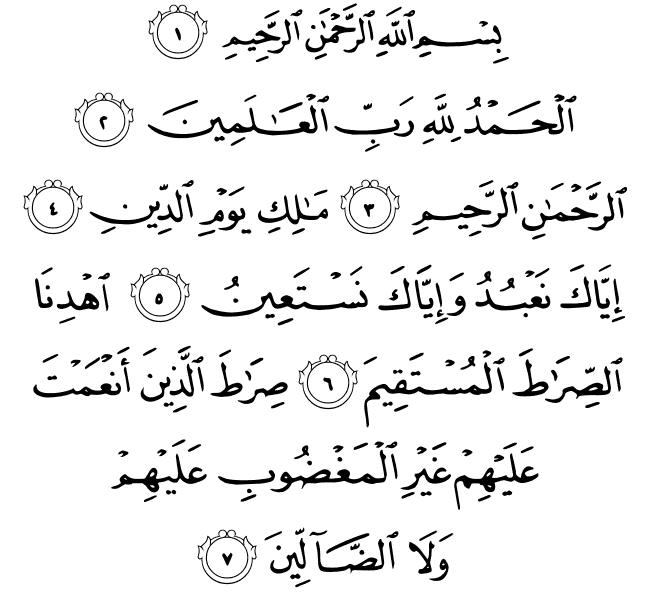 بِسْمِ ٱللَّهِ ٱلرَّحْمَٰنِ ٱلرَّحِيمِ ١
ٱلْحَمْدُ لِلَّهِ رَبِّ ٱلْعَٰلَمِينَ ٢
ٱلرَّحْمَٰنِ ٱلرَّحِيمِ ٣ مَٰلِكِ يَوْمِ ٱلدِّينِ ٤
إِيَّاكَ نَعْبُدُ وَإِيَّاكَ نَسْتَعِينُ ٥ ٱهْدِنَا
ٱلصِّرَٰطَ ٱلْمُسْتَقِيمَ ٦ صِرَٰطَ ٱلَّذِينَ أَنْعَمْتَ
عَلَيْهِمْ غَيْرِ ٱلْمَغْضُوبِ عَلَيْهِمْ
وَلَا ٱلضَّآلِّينَ ٧